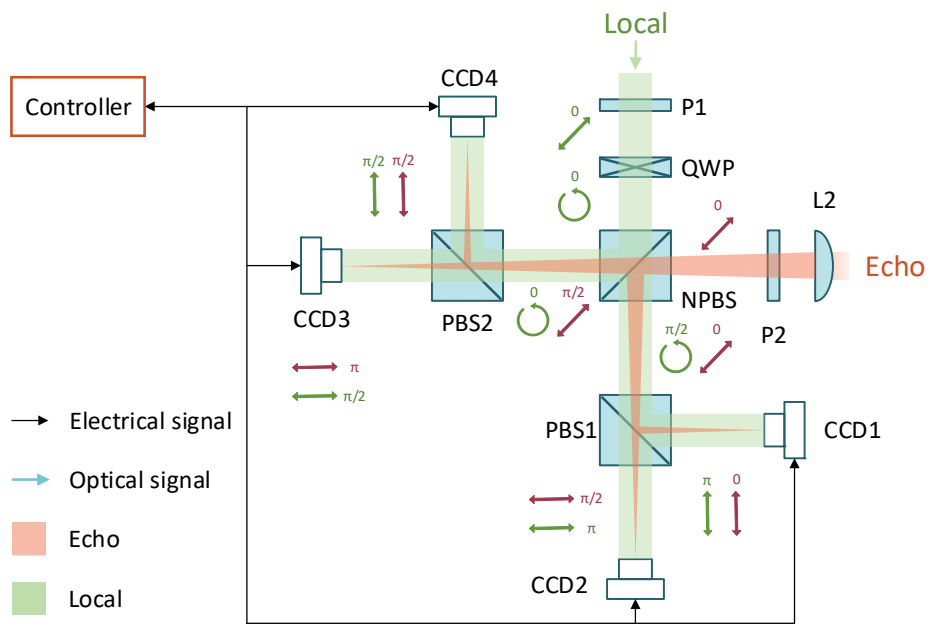 Local
CCD4
Controller
P1
0
π/2 π/2
QWP
0
0
L2
Echo
NPBS
CCD3
PBS2
0 π/2
P2
π/2 0
π
π/2
Electrical signal
PBS1
CCD1
Optical signal
π/2
π
π 0
Echo
CCD2
Local